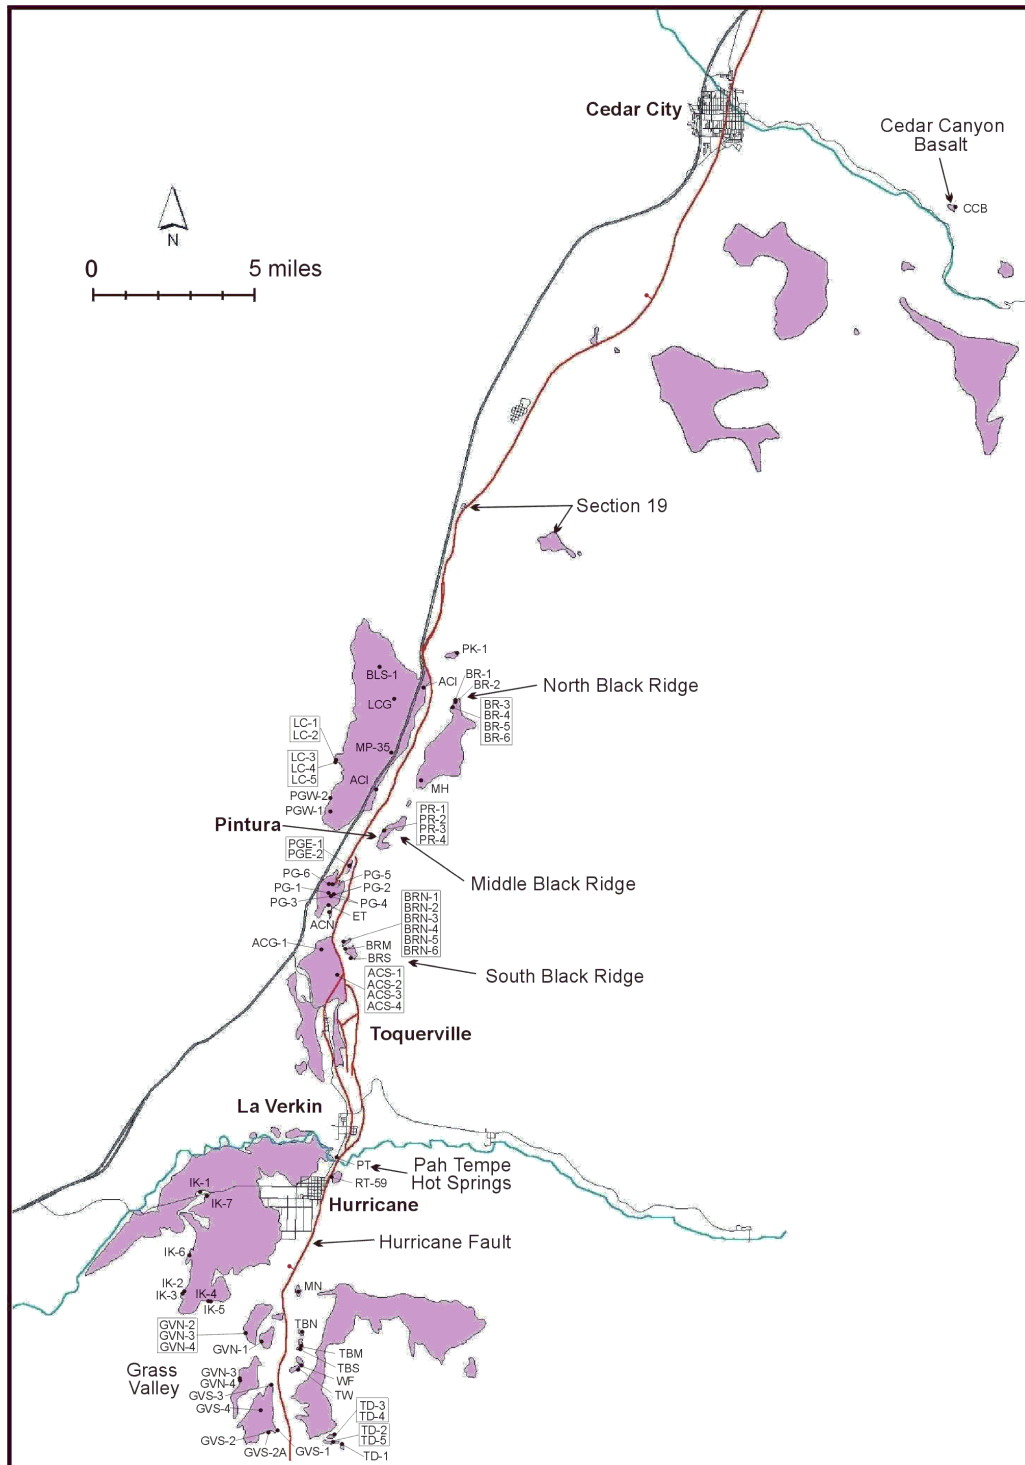 Cedar City
Cedar Canyon
Basalt
CCB
N
0
5 miles
Section 19
PK-1
BLS-1
BR-1
BR-2
ACI
North Black Ridge
LCG
BR-3
BR-4
BR-5
BR-6
LC-1
LC-2
MP-35
LC-3
LC-4
LC-5
ACI
MH
PGW-2
PGW-1
Pintura
PR-1
PR-2
PR-3
PR-4
PGE-1
PGE-2
Middle Black Ridge
PG-6
PG-5
PG-1
PG-2
PG-3
PG-4
ET
ACN
BRN-1
BRN-2
BRN-3
BRN-4
BRN-5
BRN-6
ACG-1
BRM
BRS
South Black Ridge
ACS-1
ACS-2
ACS-3
ACS-4
Toquerville
La Verkin
PT
Pah Tempe
Hot Springs
RT-59
IK-1
IK-7
Hurricane
Hurricane Fault
IK-6
IK-2
IK-3
IK-4
IK-5
MN
GVN-2
GVN-3
GVN-4
GVN-1
TBN
TBM
TBS
WF
TW
Grass
Valley
GVN-3
GVN-4
GVS-3
GVS-4
TD-3
TD-4
TD-2
TD-5
TD-1
GVS-2
GVS-2A
GVS-1